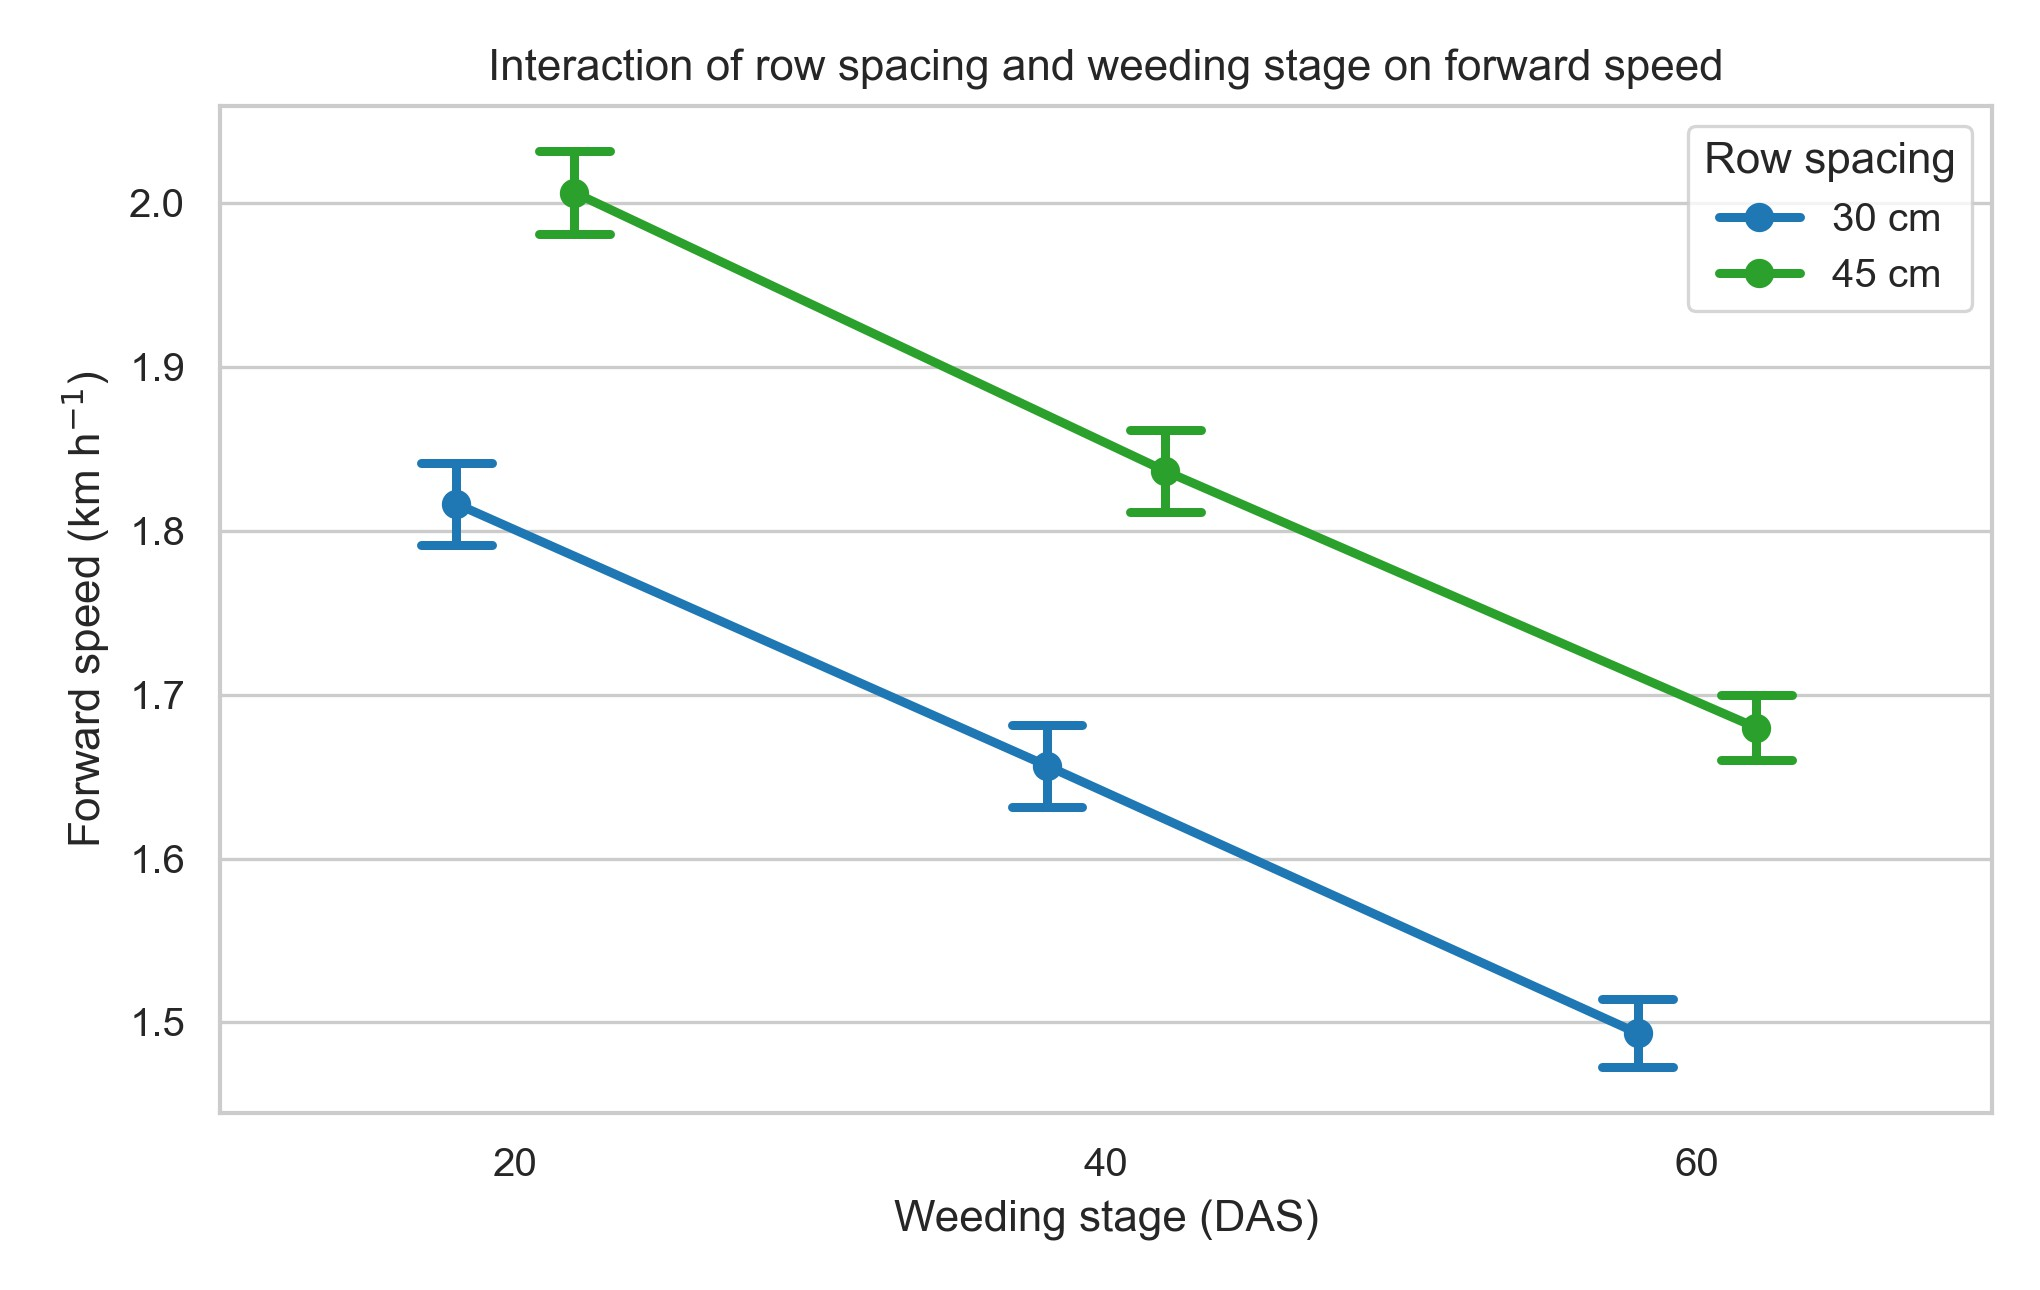 Interaction of row spacing and weeding stage on forward speed
Row spacing
30 cm
45 cm
Forward speed (km h⁻¹)
2.0
1.9
1.8
1.7
1.6
1.5
20 40 60
Weeding stage (DAS)